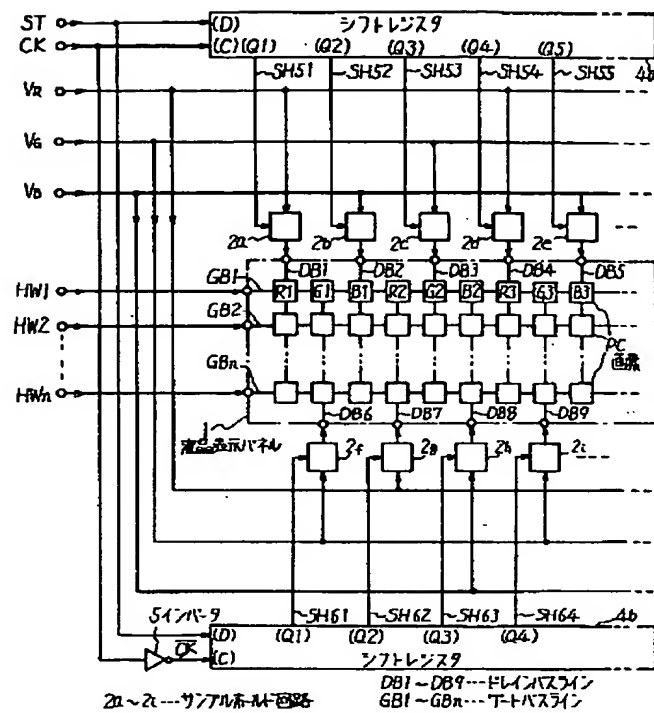 ST
CK
VR
VG
VB
(D)
(C)
シフトレジスタ
(Q1) (Q2) (Q3) (Q4) (Q5)
4a
SH51 SH52 SH53 SH54 SH55
2a 2b 2c 2d 2e
DB1 DB2 DB3 DB4 DB5
HW1 GB1 R1 G1 B1 R2 G2 B2 R3 G3 B3
HW2 GB2
PC
画素
HWn GBn
DB6 DB7 DB8 DB9
1
液晶表示パネル
2f 2g 2h 2i
SH61 SH62 SH63 SH64
4b
5インバータ
CK
(D)
(C)
(Q1) (Q2) (Q3) (Q4)
シフトレジスタ
2a~2i---サンプルホールド回路
DB1~DB9---ドレインバスライン
GB1~GBn---ゲートバスライン